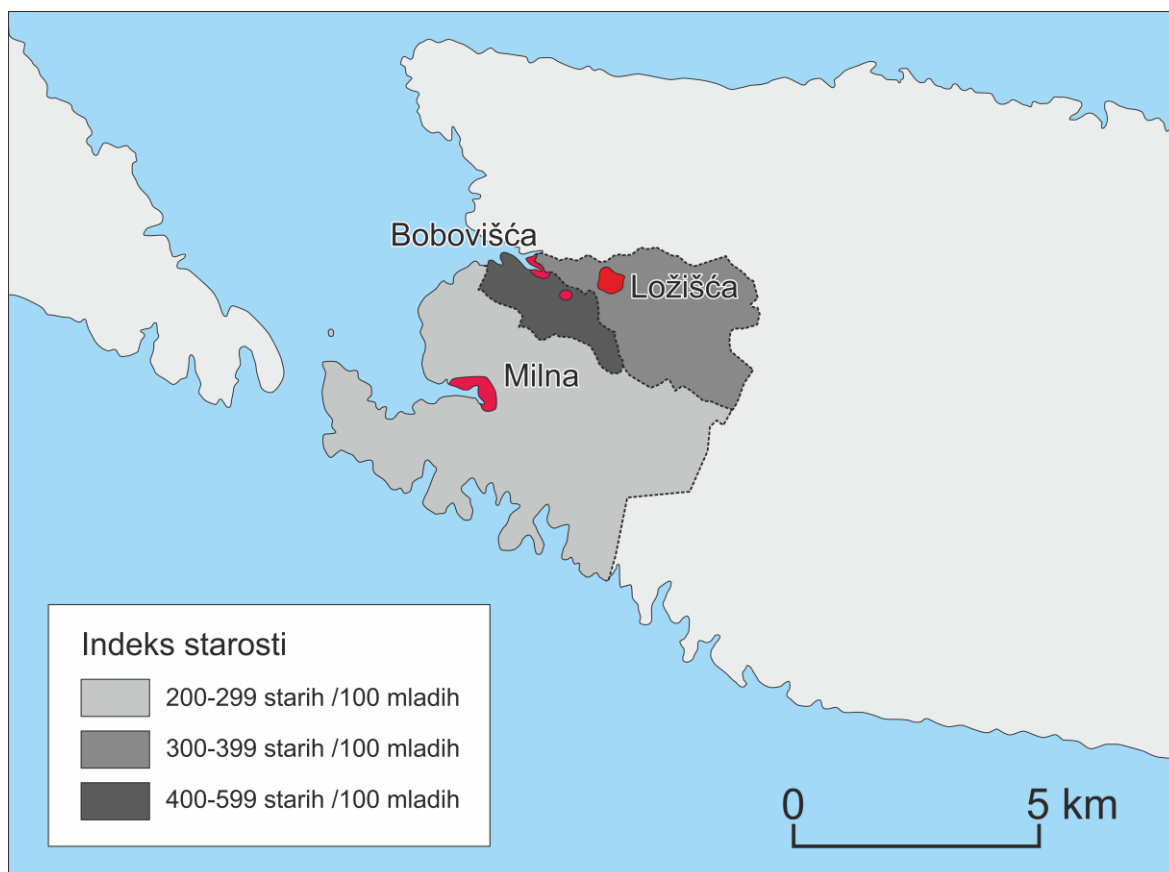 Bobovišća
Ložišća
Milna
Indeks starosti
200-299 starih /100 mladih
300-399 starih /100 mladih
400-599 starih /100 mladih
0 5 km